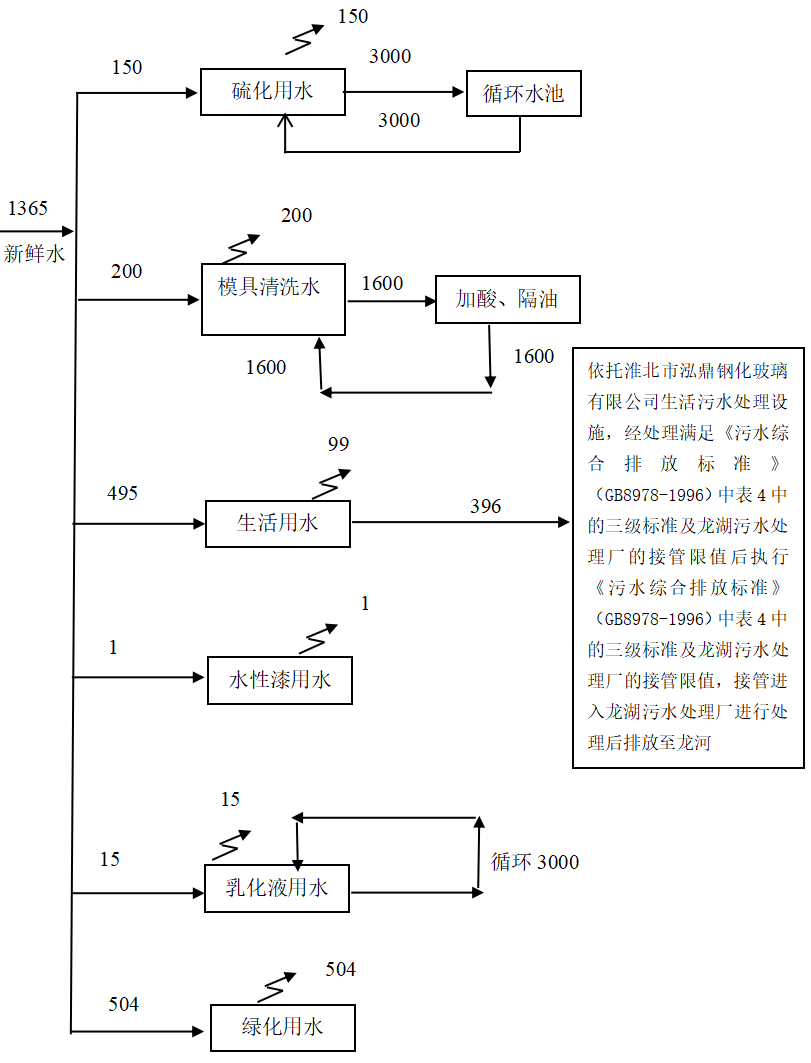 150
150
3000
硫化用水
循环水池
3000
1365
新鲜水
200
200
模具清洗水
1600
加酸、隔油
1600
1600
依托淮北市泓鼎钢化玻璃
有限公司生活污水处理设
施，经处理满足《污水综
合排放标准》
（GB8978-1996）中表 4 中
的三级标准及龙湖污水处
理厂的接管限值后执行
《污水综合排放标准》
（GB8978-1996）中表 4 中
的三级标准及龙湖污水处
理厂的接管限值，接管进
入龙湖污水处理厂进行处
理后排放至龙河
99
495
生活用水
396
1
1
水性漆用水
15
15
乳化液用水
循环 3000
504
504
绿化用水